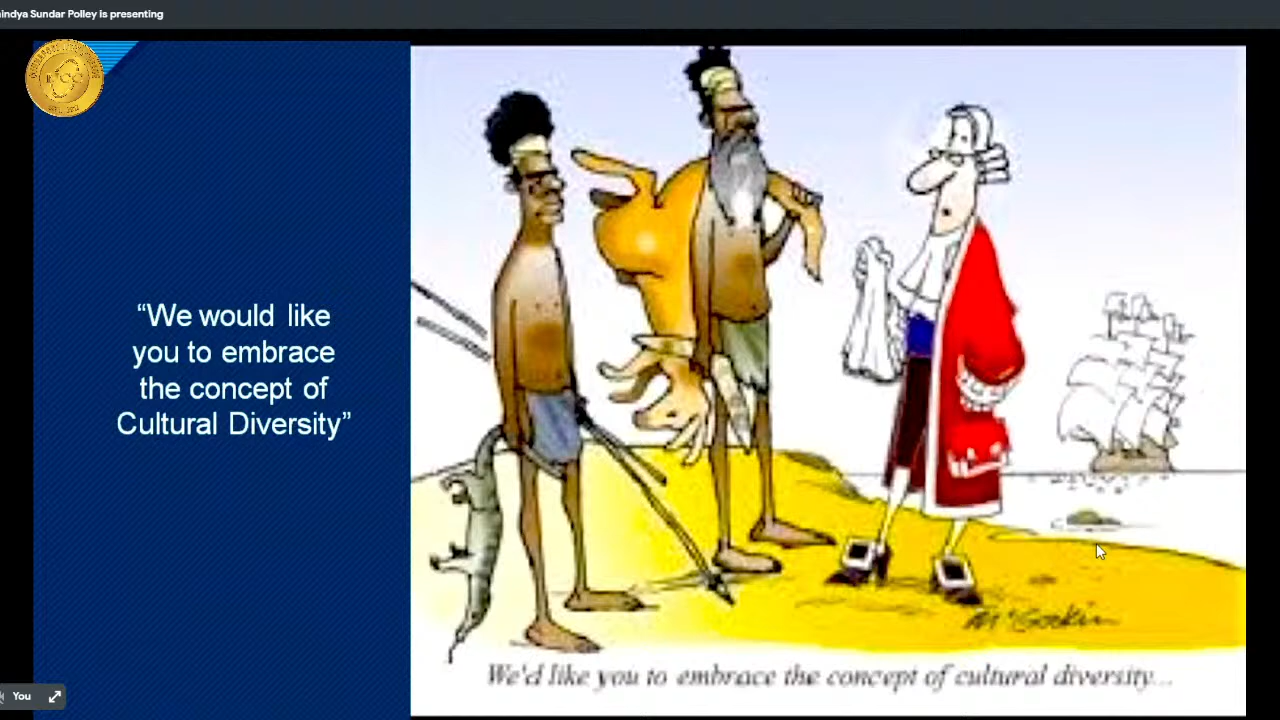 indya Sundar Polley is presenting
“We would like
you to embrace
the concept of
Cultural Diversity”
We'd like you to embrace the concept of cultural diversity...
You